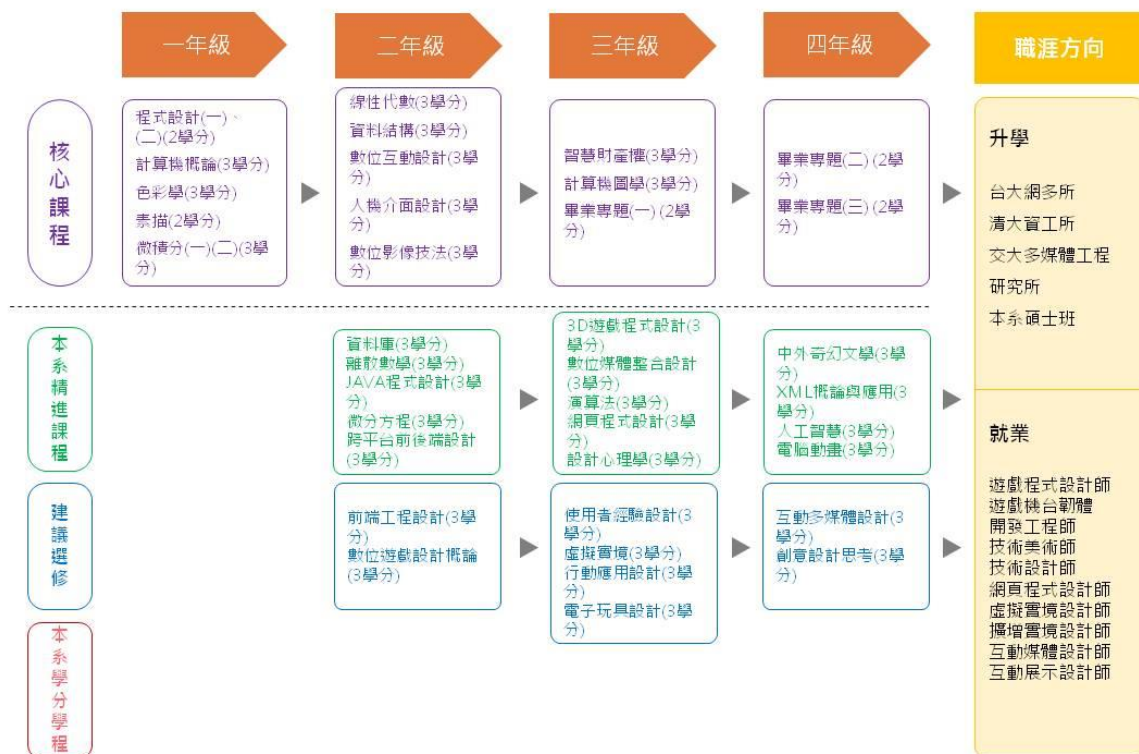 一年級
二年級
三年級
四年級
職涯方向
核心課程
程式設計(一)、
(二)(2學分)
計算機概論(3學分)
色彩學(3學分)
素描(2學分)
微積分(一)(二)(3學
分)
線性代數(3學分)
資料結構(3學分)
數位互動設計(3學
分)
人機介面設計(3學
分)
數位影像技法(3學
分)
智慧財產權(3學分)
計算機圖學(3學分)
畢業專題(一) (2學
分)
畢業專題(二) (2學
分)
畢業專題(三) (2學
分)
本系精進課程
資料庫(3學分)
離散數學(3學分)
JAVA程式設計(3學
分)
微分方程(3學分)
跨平台前後端設計
(3學分)
3D遊戲程式設計(3
學分)
數位媒體整合設計
(3學分)
演算法(3學分)
網頁程式設計(3學
分)
設計心理學(3學分)
中外奇幻文學(3學
分)
XML概論與應用(3
學分)
人工智慧(3學分)
電腦動畫(3學分)
建議選修
前端工程設計(3學
分)
數位遊戲設計概論
(3學分)
使用者經驗設計(3
學分)
虛擬實境(3學分)
行動應用設計(3學
分)
電子玩具設計(3學
分)
互動多媒體設計(3
學分)
創意設計思考(3學
分)
本系學分學程
升學
台大網多所
清大資工所
交大多媒體工程
研究所
本系碩士班
就業
遊戲程式設計師
遊戲機台韌體
開發工程師
技術美術師
技術設計師
網頁程式設計師
虛擬實境設計師
擴增實境設計師
互動媒體設計師
互動展示設計師